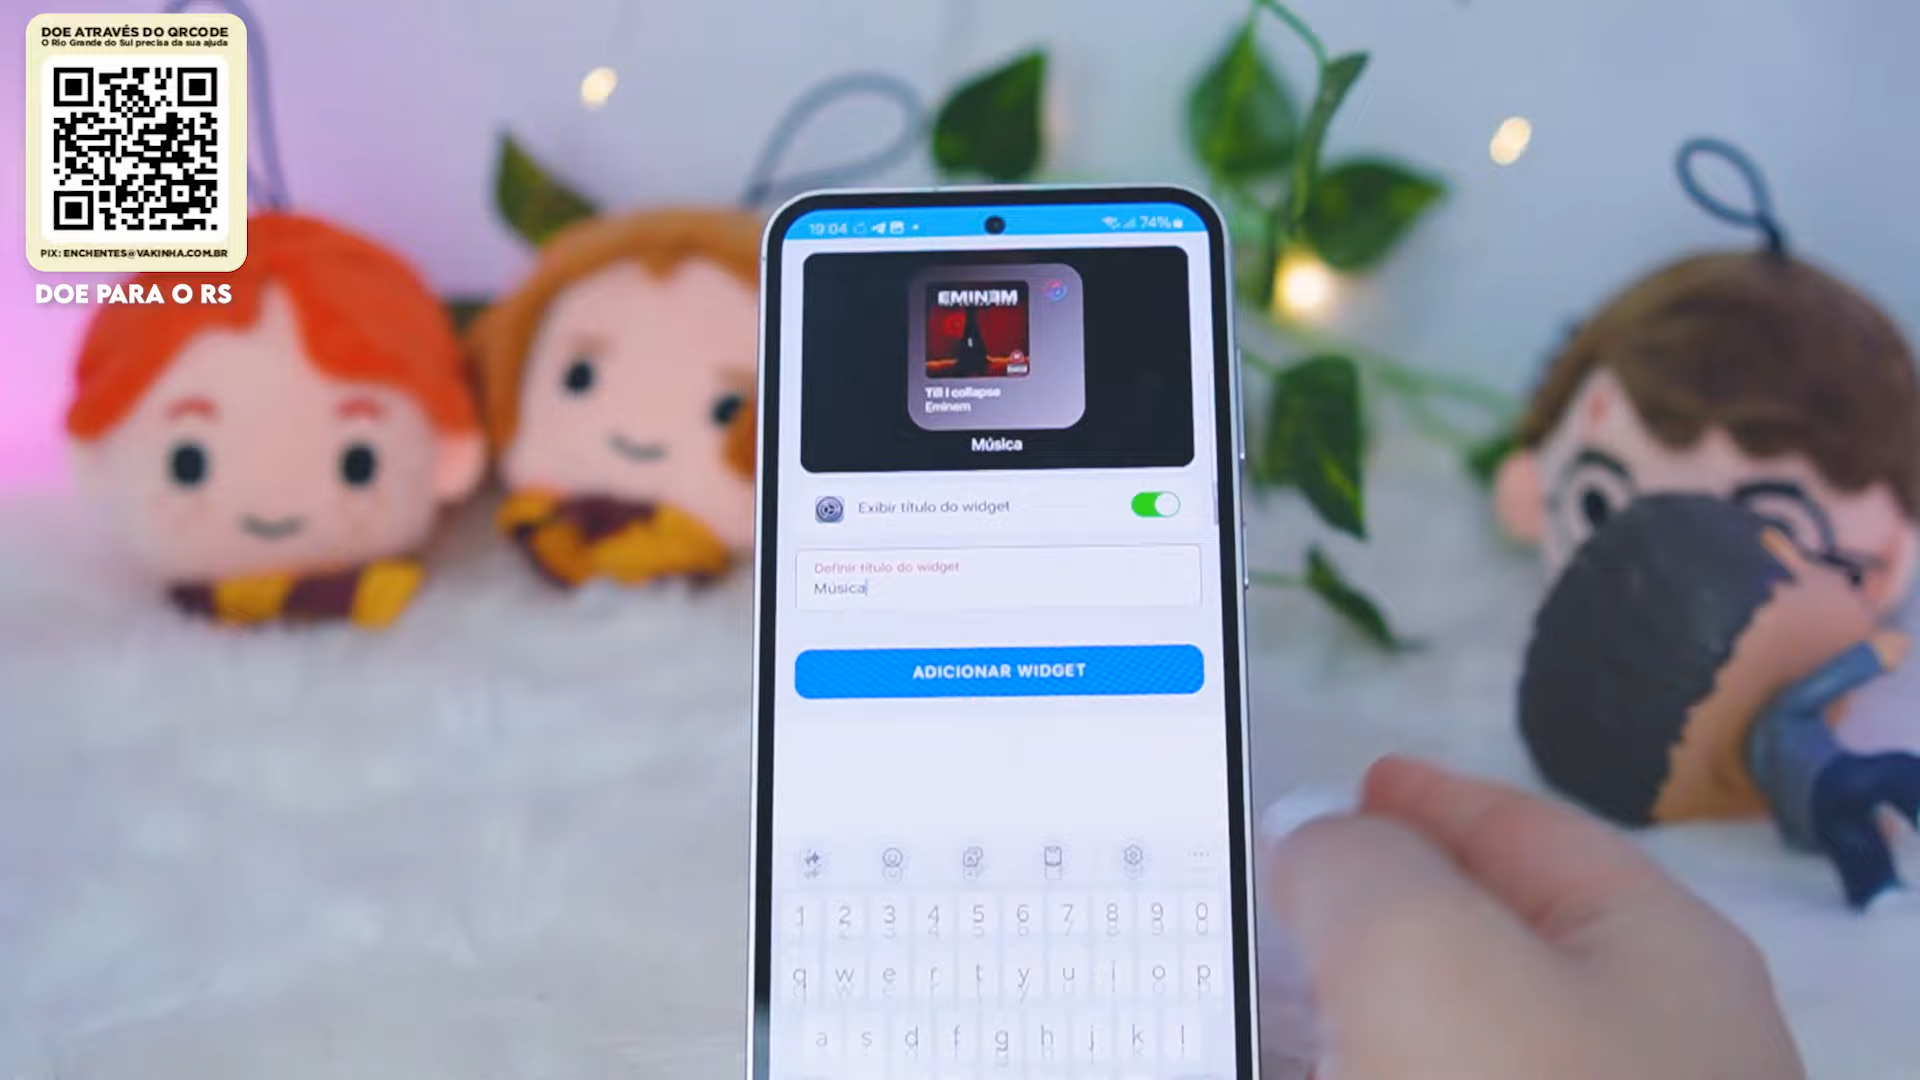 DOE ATRAVÉS DO QRCODE
O Rio Grande do Sul precisa da sua ajuda
PIX: ENCHENTES@VAKINHA.COM.BR
DOE PARA O RS
19:04
74%
EMINEM
Till I collapse
Eminem
Música
Exibir título do widget
Definir título do widget
Música
ADICIONAR WIDGET
1 2 3 4 5 6 7 8 9 0
q w e r t y u i o p
a s d f g h j k l